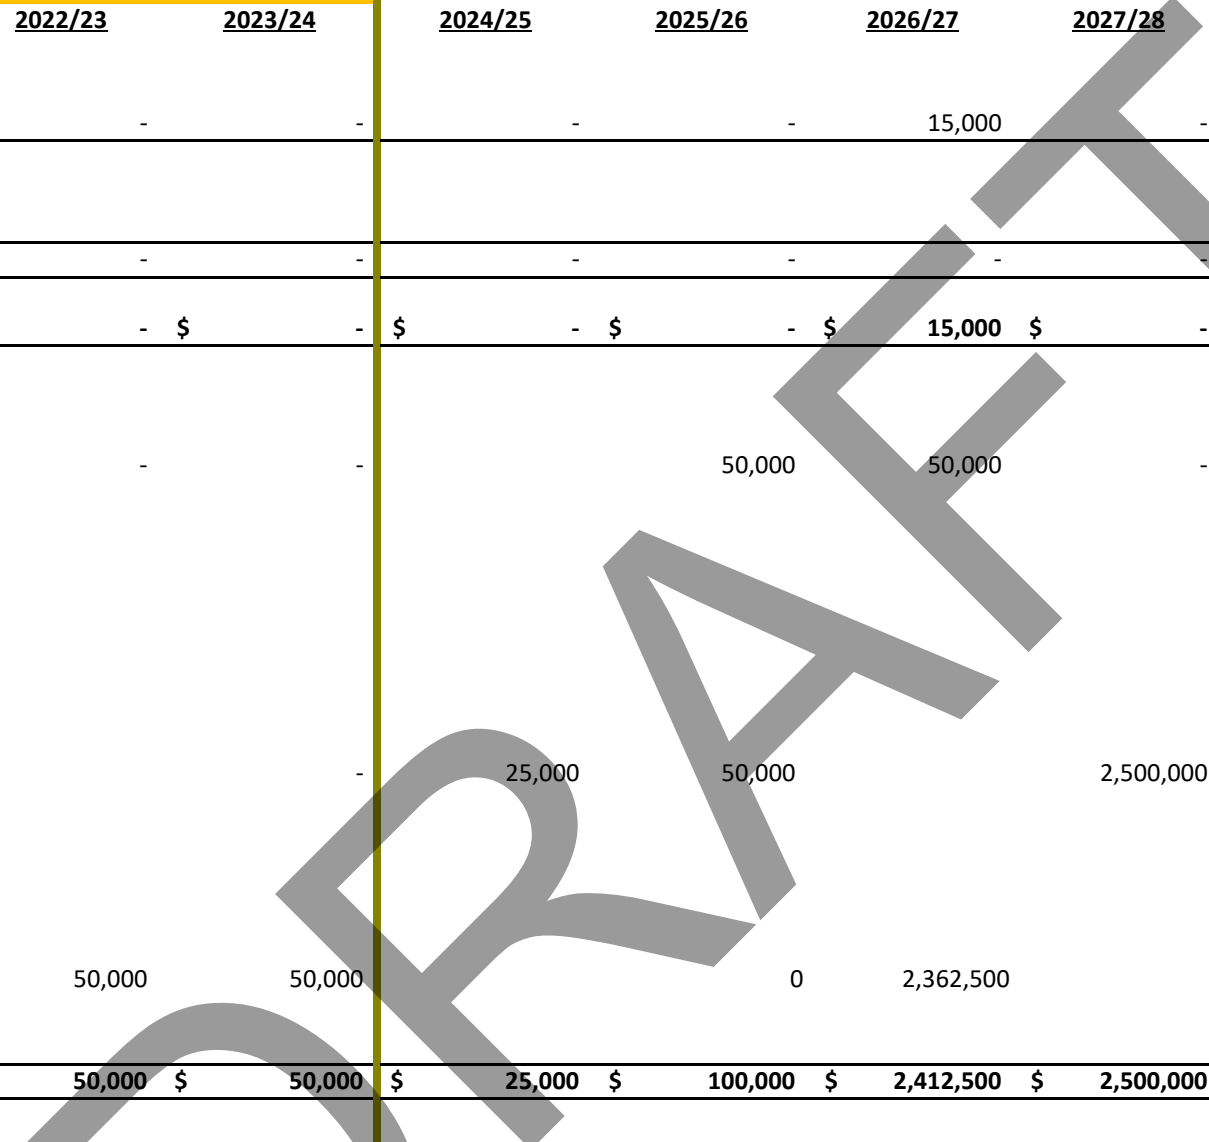 2022/23 2023/24 2024/25 2025/26 2026/27 2027/28
- - - - 15,000 -
- - - - - -
- $ - $ - $ - $ 15,000 $ -
- - 50,000 50,000 -
- 25,000 50,000 2,500,000
50,000 50,000 0 2,362,500
50,000 $ 50,000 $ 25,000 $ 100,000 $ 2,412,500 $ 2,500,000
DRAFT